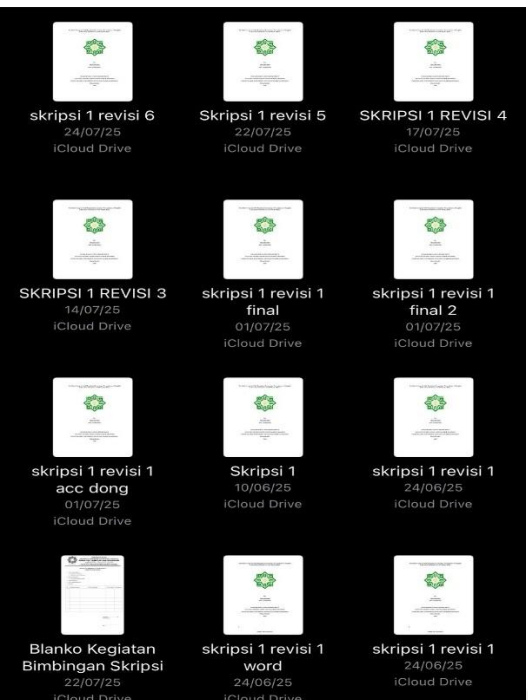 skripsi 1 revisi 6
24/07/25
iCloud Drive
Skripsi 1 revisi 5
22/07/25
iCloud Drive
SKRIPSI 1 REVISI 4
17/07/25
iCloud Drive
SKRIPSI 1 REVISI 3
14/07/25
iCloud Drive
skripsi 1 revisi 1
final
01/07/25
iCloud Drive
skripsi 1 revisi 1
final 2
01/07/25
iCloud Drive
skripsi 1 revisi 1
acc dong
01/07/25
iCloud Drive
Skripsi 1
10/06/25
iCloud Drive
skripsi 1 revisi 1
24/06/25
iCloud Drive
Blanko Kegiatan
Bimbingan Skripsi
22/07/25
iCloud Drive
skripsi 1 revisi 1
word
24/06/25
iCloud Drive
skripsi 1 revisi 1
24/06/25
iCloud Drive